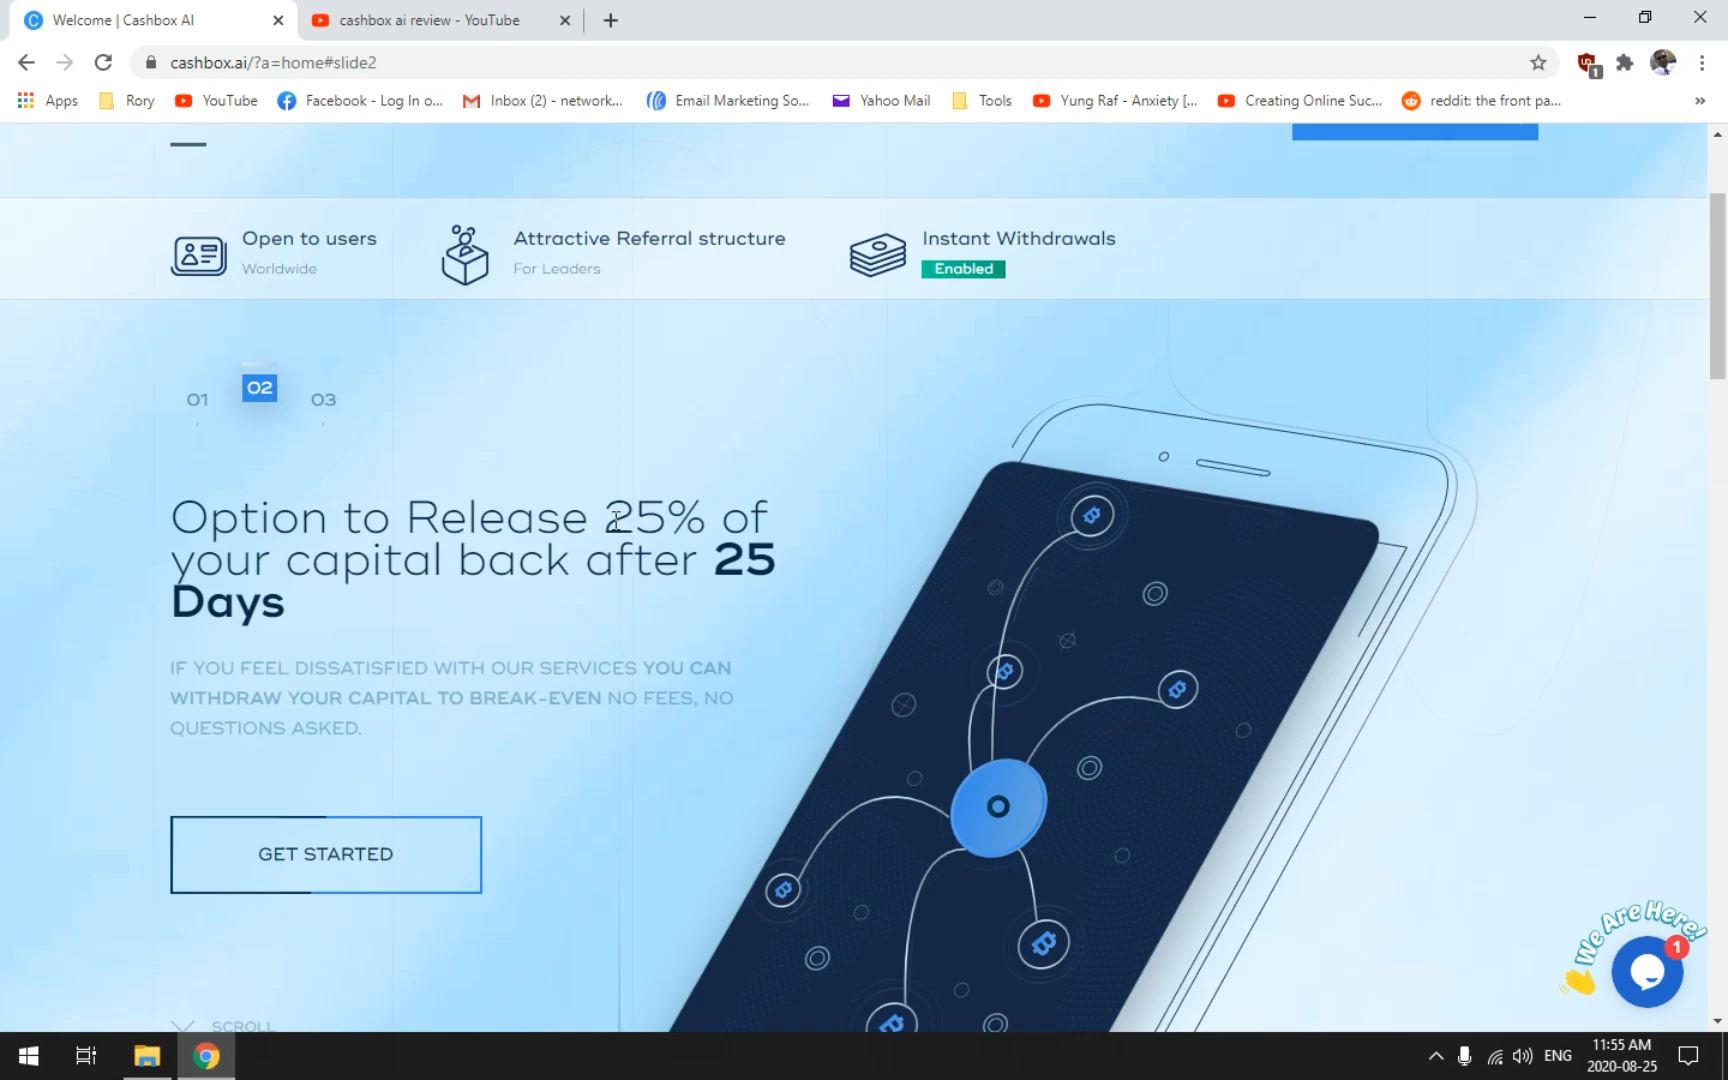 Welcome | Cashbox AI
cashbox ai review - YouTube
cashbox.ai/?a=home#slide2
Apps
Rory
YouTube
Facebook - Log In o...
Inbox (2) - network...
Email Marketing So...
Yahoo Mail
Tools
Yung Raf - Anxiety [...
Creating Online Suc...
reddit: the front pa...
»
Open to users
Worldwide
Attractive Referral structure
For Leaders
Instant Withdrawals
Enabled
01
02
03
Option to Release 25% of
your capital back after 25
Days
IF YOU FEEL DISSATISFIED WITH OUR SERVICES YOU CAN
WITHDRAW YOUR CAPITAL TO BREAK-EVEN NO FEES, NO
QUESTIONS ASKED.
GET STARTED
SCROLL
We Are Here!
1
ENG
11:55 AM
2020-08-25